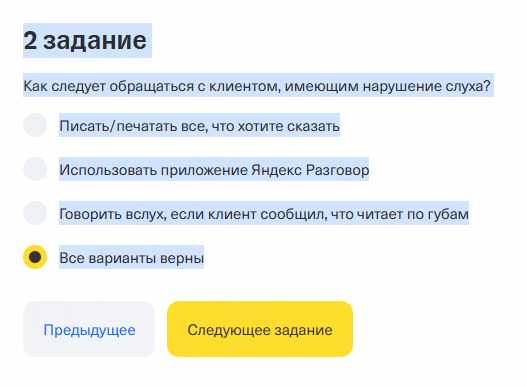 2 задание
Как следует обращаться с клиентом, имеющим нарушение слуха?
Писать/печатать все, что хотите сказать
Использовать приложение Яндекс Разговор
Говорить вслух, если клиент сообщил, что читает по губам
Все варианты верны
Предыдущее
Следующее задание